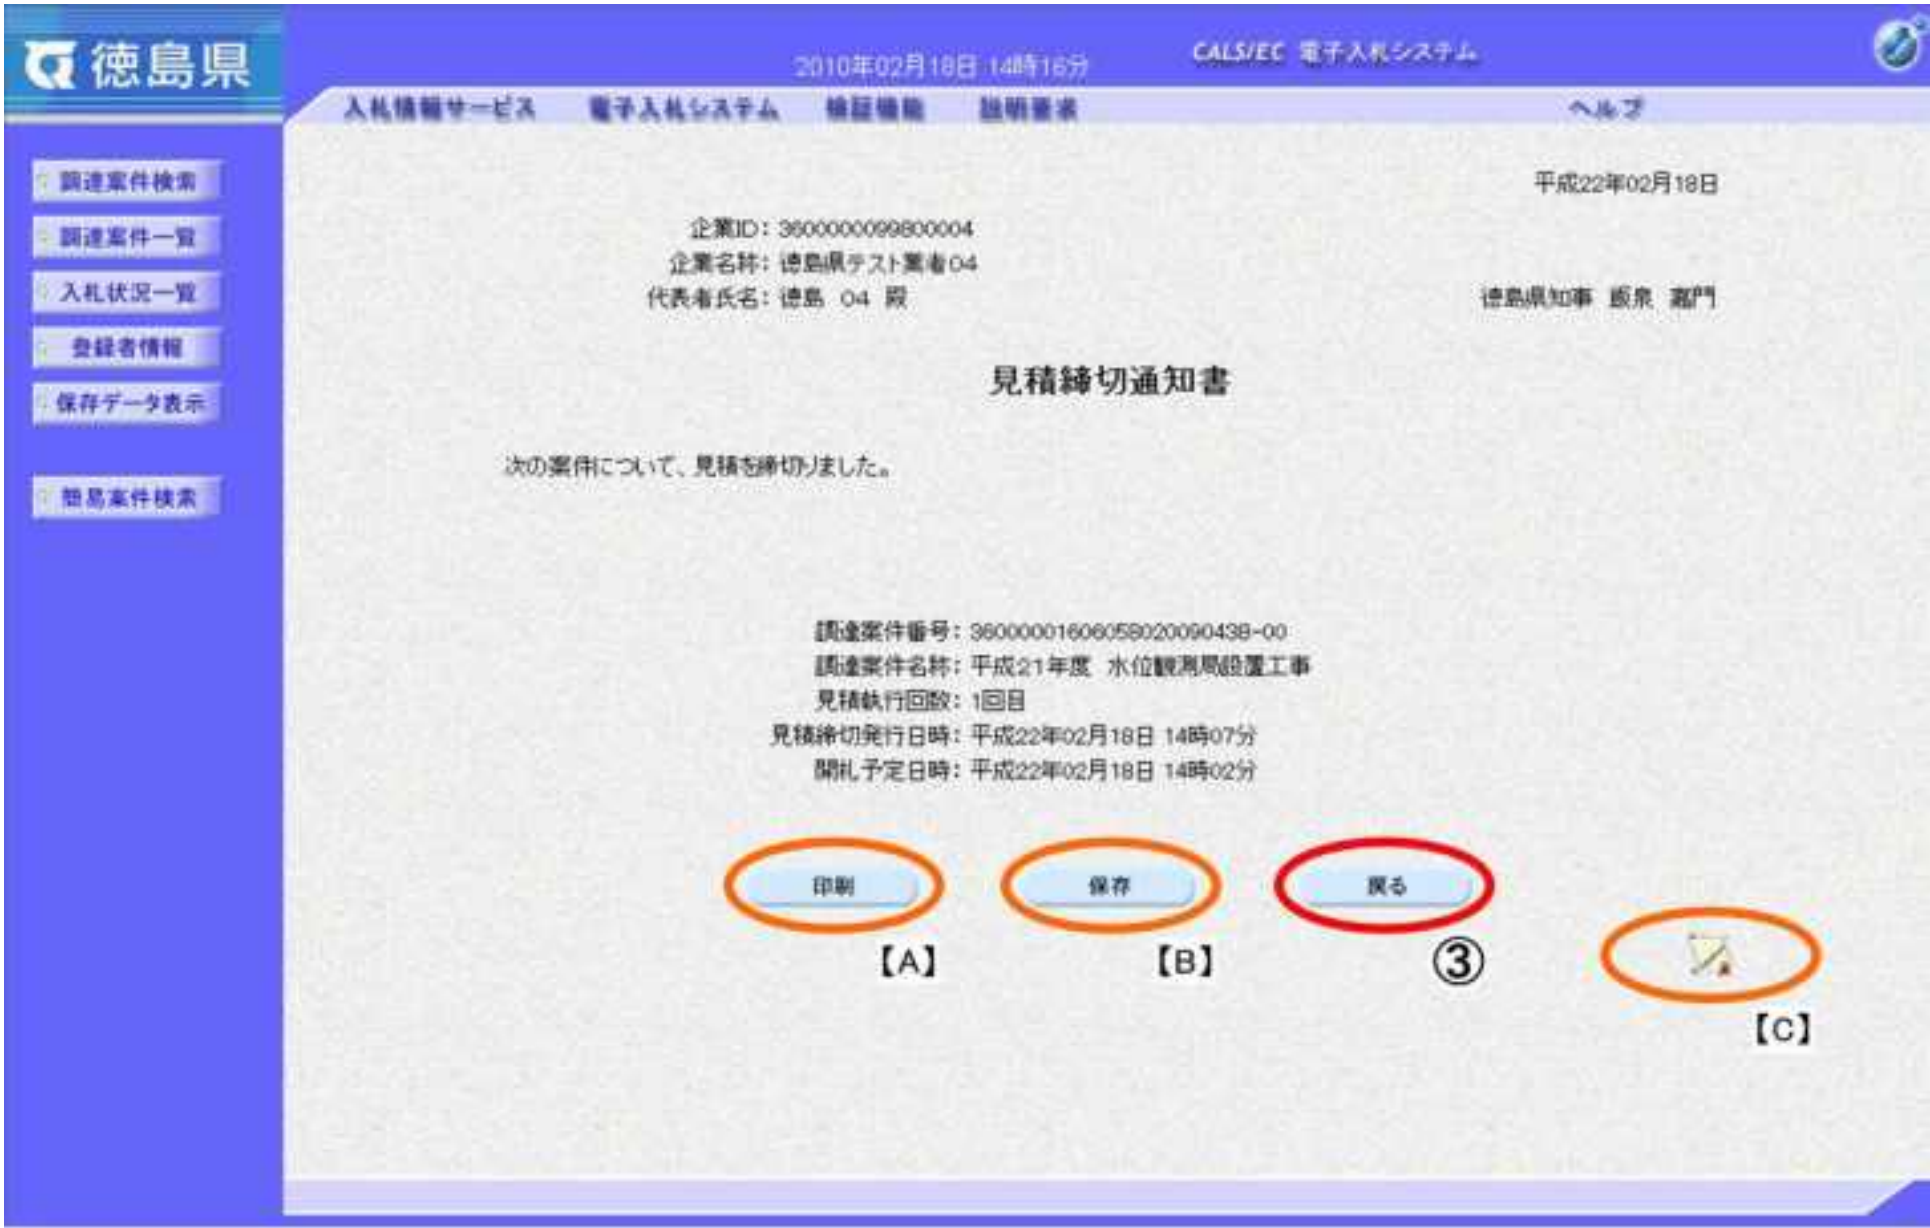 徳島県
2010年02月18日 14時16分
CALS/EC 電子入札システム
入札情報サービス 電子入札システム 検証機能 説明要求 ヘルプ
調達案件検索
調達案件一覧
入札状況一覧
登録者情報
保存データ表示
簡易案件検索
平成22年02月18日
企業ID：3600000099800004
企業名称：徳島県テスト業者04
代表者氏名：徳島 04 殿
徳島県知事 飯泉 嘉門
見積締切通知書
次の案件について、見積を締切りました。
調達案件番号：3600000160605802009­0438-00
調達案件名称：平成21年度 水位観測局設置工事
見積執行回数：1回目
見積締切発行日時：平成22年02月18日 14時07分
開札予定日時：平成22年02月18日 14時02分
印刷 保存 戻る
【A】 【B】 ③
【C】